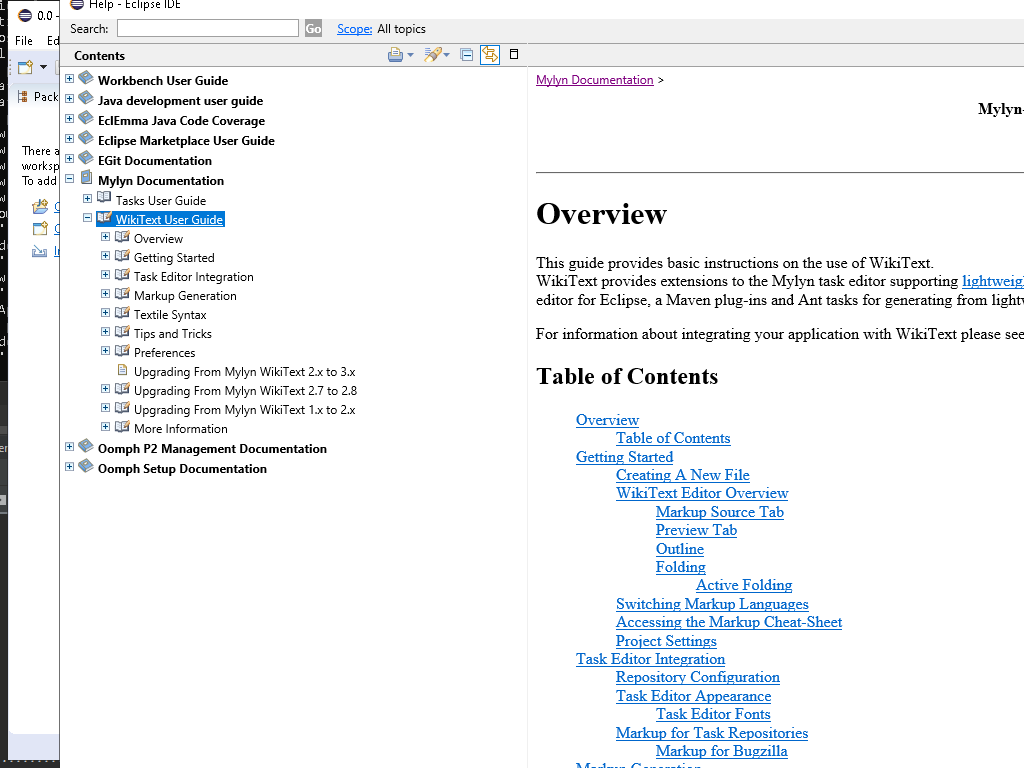 Help - Eclipse IDE
0.0 -
File Ed
Search: Go Scope: All topics
Contents
Pack
There a
worksp
To add
Workbench User Guide
Java development user guide
EclEmma Java Code Coverage
Eclipse Marketplace User Guide
EGit Documentation
Mylyn Documentation
Tasks User Guide
WikiText User Guide
Overview
Getting Started
Task Editor Integration
Markup Generation
Textile Syntax
Tips and Tricks
Preferences
Upgrading From Mylyn WikiText 2.x to 3.x
Upgrading From Mylyn WikiText 2.7 to 2.8
Upgrading From Mylyn WikiText 1.x to 2.x
More Information
Oomph P2 Management Documentation
Oomph Setup Documentation
Mylyn Documentation >
Mylyn-
Overview
This guide provides basic instructions on the use of WikiText.
WikiText provides extensions to the Mylyn task editor supporting lightweig
editor for Eclipse, a Maven plug-ins and Ant tasks for generating from lightw
For information about integrating your application with WikiText please see
Table of Contents
Overview
Table of Contents
Getting Started
Creating A New File
WikiText Editor Overview
Markup Source Tab
Preview Tab
Outline
Folding
Active Folding
Switching Markup Languages
Accessing the Markup Cheat-Sheet
Project Settings
Task Editor Integration
Repository Configuration
Task Editor Appearance
Task Editor Fonts
Markup for Task Repositories
Markup for Bugzilla
Markup Generation